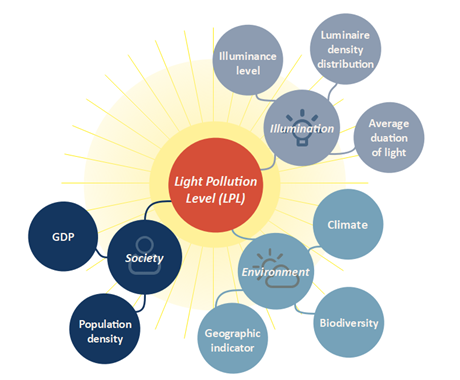 Luminaire
density
distribution
Illuminance
level
Illumination
Average
duation
of light
Light Pollution
Level (LPL)
Climate
GDP
Society
Environment
Biodiversity
Population
density
Geographic
indicator